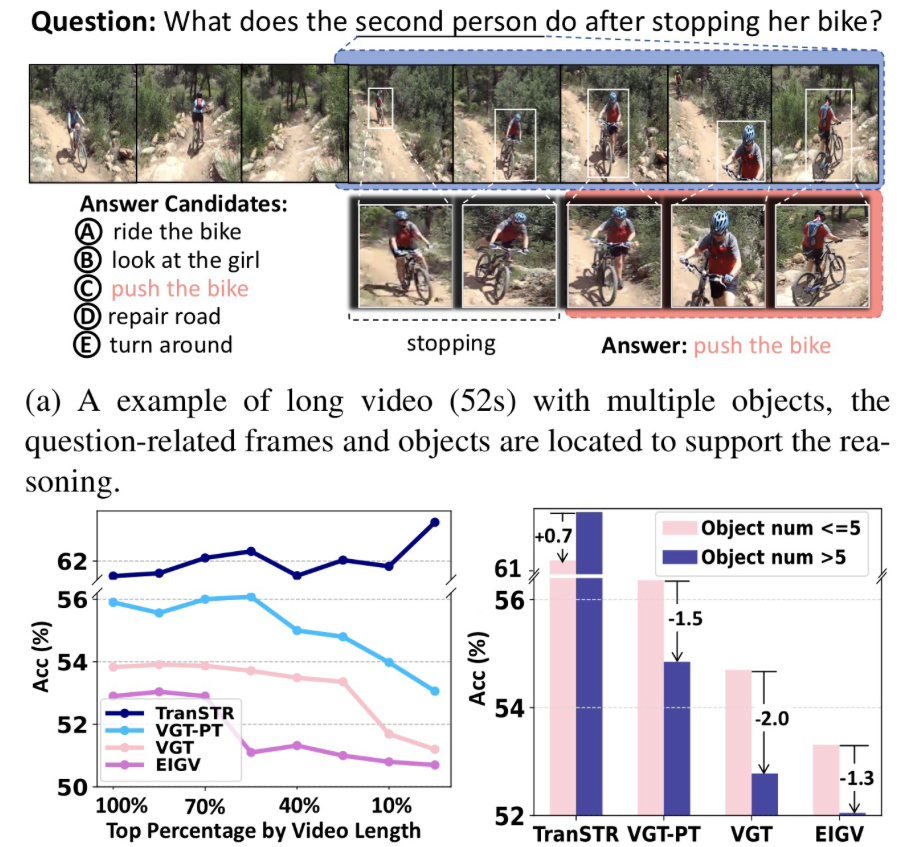 Question: What does the second person do after stopping her bike?
Answer Candidates:
A ride the bike
B look at the girl
C push the bike
D repair road
E turn around
stopping
Answer: push the bike
(a) A example of long video (52s) with multiple objects, the
question-related frames and objects are located to support the rea-
soning.
Acc (%)
62
56
54
52
50
TranSTR
VGT-PT
VGT
EIGV
100% 70% 40% 10%
Top Percentage by Video Length
Acc (%)
61
56
54
52
Object num <=5
Object num >5
+0.7
-1.5
-2.0
-1.3
TranSTR VGT-PT VGT EIGV